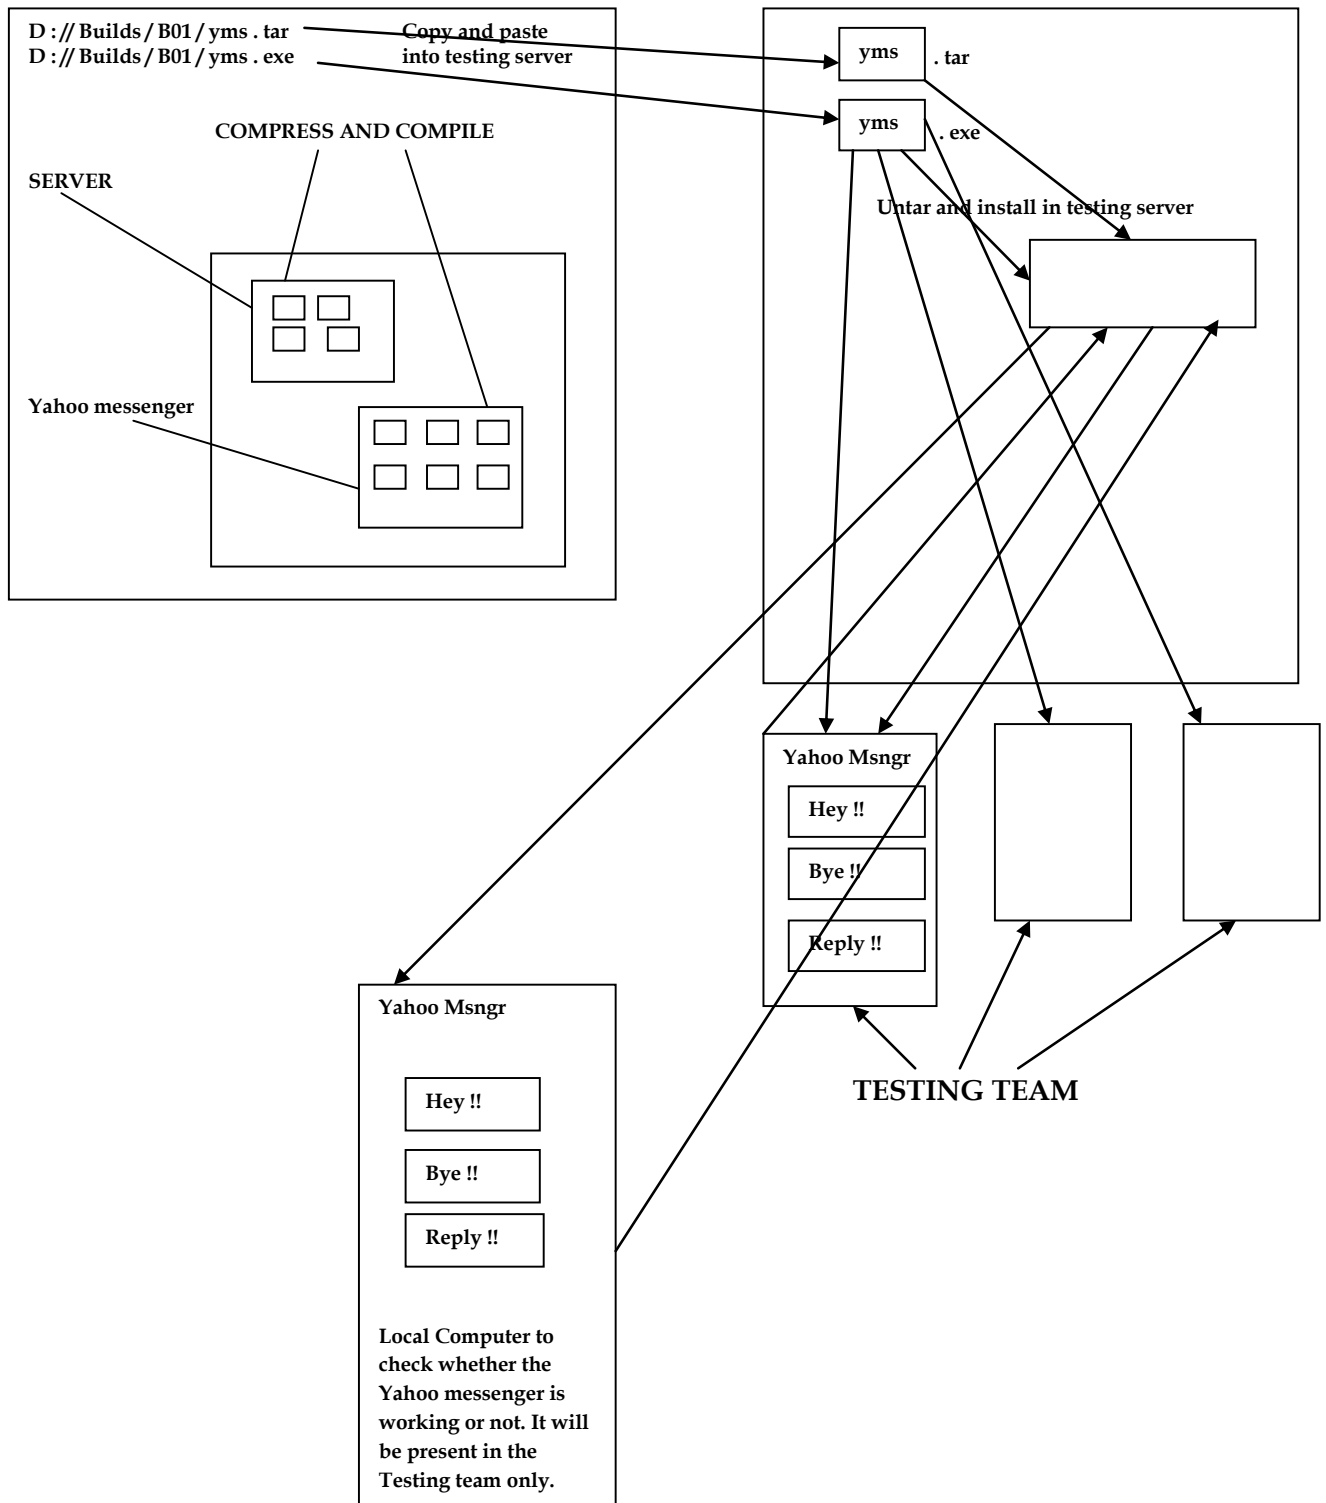 D : // Builds / B01 / yms . tar
D : // Builds / B01 / yms . exe
Copy and paste
into testing server
COMPRESS AND COMPILE
SERVER
Yahoo messenger
yms
. tar
yms
. exe
Untar and install in testing server
Yahoo Msngr
Hey !!
Bye !!
Reply !!
TESTING TEAM
Yahoo Msngr
Hey !!
Bye !!
Reply !!
Local Computer to
check whether the
Yahoo messenger is
working or not. It will
be present in the
Testing team only.